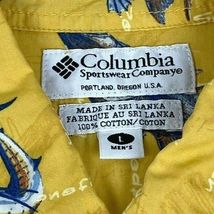 Columbia
Sportswear Company®
PORTLAND, OREGON U.S.A.
MADE IN SRI LANKA
FABRIQUE AU SRI LANKA
100% COTTON/COTON
L
MEN'S